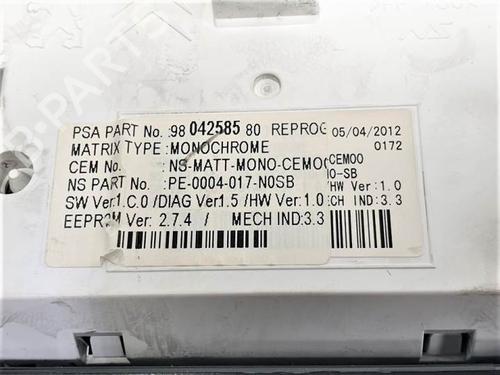 PSA PART No. :98 042585 80 REPROG
MATRIX TYPE :MONOCHROME
CEM No. :NS-MATT-MONO-CEMO0
NS PART No. :PE-0004-017-N0SB
SW Ver:1.C.0 /DIAG Ver1.5 /HW Ver:1.0
EEPROM Ver: 2.7.4 / MECH IND:3.3
05/04/2012
0172
CEMOO
O-SB
HW Ver: 1.0
CH IND:3.3